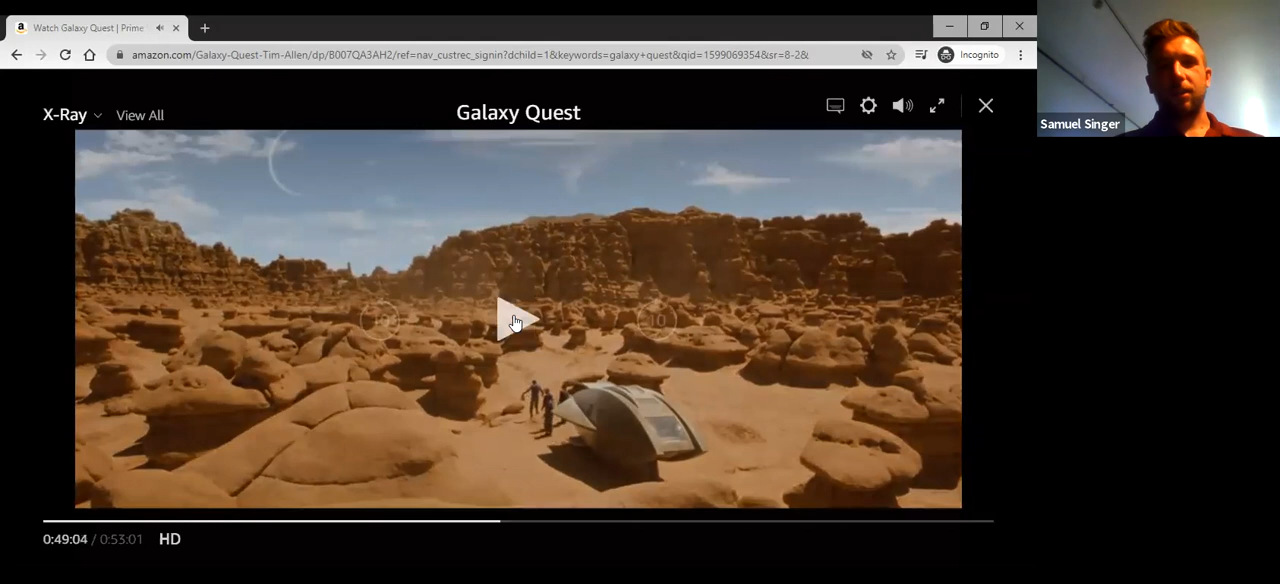 Watch Galaxy Quest | Prime
amazon.com/Galaxy-Quest-Tim-Allen/dp/B007QA3AH2/ref=nav_custrec_signin?dchild=1&keywords=galaxy+quest&qid=1599069354&sr=8-2&
Incognito
Samuel Singer
X-Ray View All
Galaxy Quest
10 10
0:49:04 / 0:53:01 HD